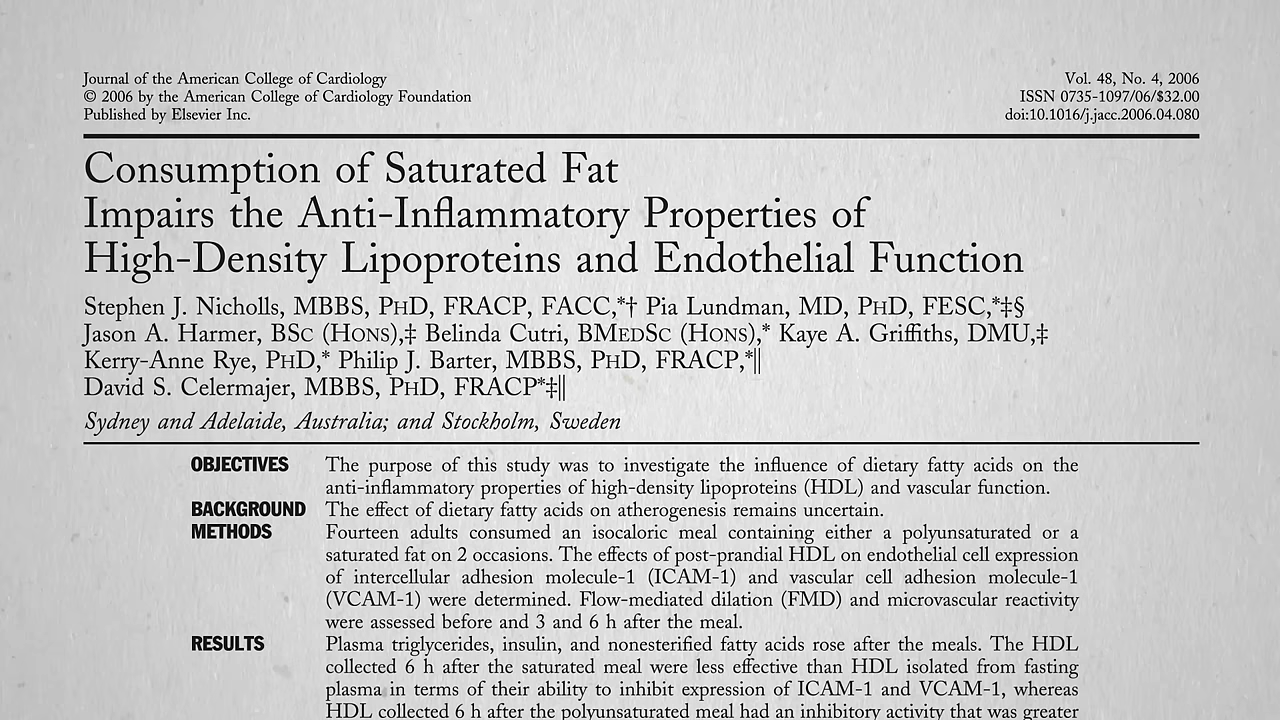 Journal of the American College of Cardiology
© 2006 by the American College of Cardiology Foundation
Published by Elsevier Inc.
Vol. 48, No. 4, 2006
ISSN 0735-1097/06/$32.00
doi:10.1016/j.jacc.2006.04.080
Consumption of Saturated Fat
Impairs the Anti-Inflammatory Properties of
High-Density Lipoproteins and Endothelial Function
Stephen J. Nicholls, MBBS, PHD, FRACP, FACC,*† Pia Lundman, MD, PHD, FESC,*‡§
Jason A. Harmer, BSC (HONS),‡ Belinda Cutri, BMEDSC (HONS),* Kaye A. Griffiths, DMU,‡
Kerry-Anne Rye, PHD,* Philip J. Barter, MBBS, PHD, FRACP,*||
David S. Celermajer, MBBS, PHD, FRACP*‡||
Sydney and Adelaide, Australia; and Stockholm, Sweden
OBJECTIVES The purpose of this study was to investigate the influence of dietary fatty acids on the
anti-inflammatory properties of high-density lipoproteins (HDL) and vascular function.
BACKGROUND The effect of dietary fatty acids on atherogenesis remains uncertain.
METHODS Fourteen adults consumed an isocaloric meal containing either a polyunsaturated or a
saturated fat on 2 occasions. The effects of post-prandial HDL on endothelial cell expression
of intercellular adhesion molecule-1 (ICAM-1) and vascular cell adhesion molecule-1
(VCAM-1) were determined. Flow-mediated dilation (FMD) and microvascular reactivity
were assessed before and 3 and 6 h after the meal.
RESULTS Plasma triglycerides, insulin, and nonesterified fatty acids rose after the meals. The HDL
collected 6 h after the saturated meal were less effective than HDL isolated from fasting
plasma in terms of their ability to inhibit expression of ICAM-1 and VCAM-1, whereas
HDL collected 6 h after the polyunsaturated meal had an inhibitory activity that was greater